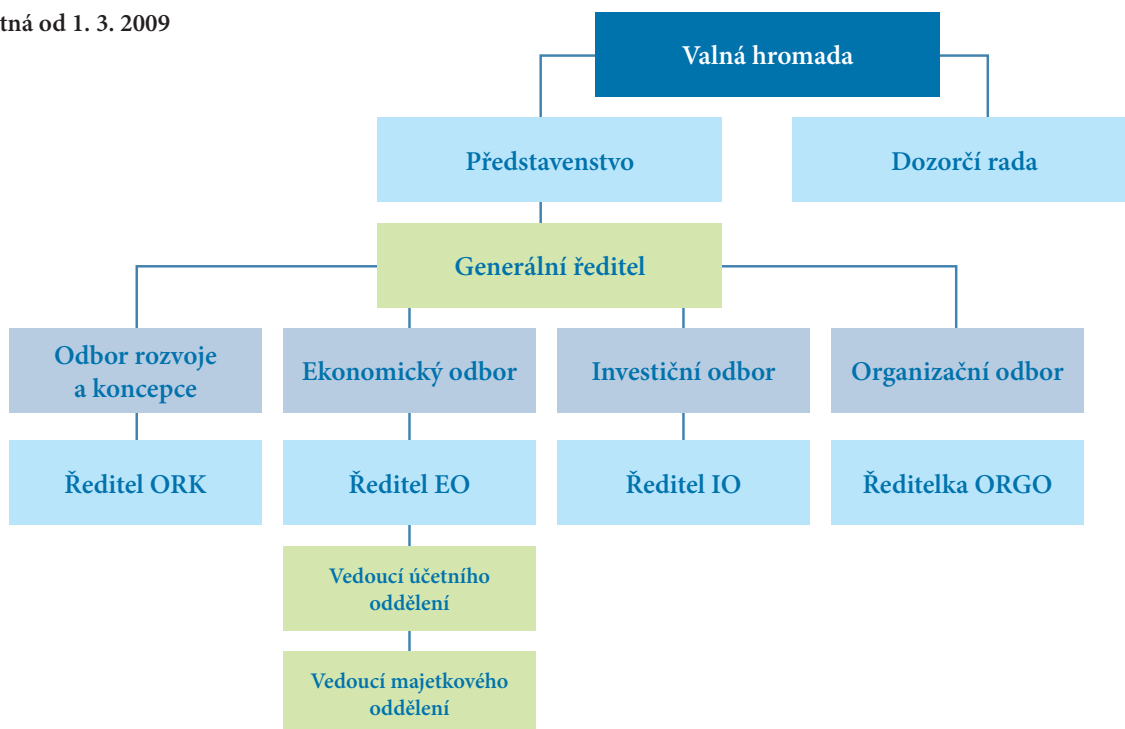 tná od 1. 3. 2009
Valná hromada
Představenstvo
Dozorčí rada
Generální ředitel
Odbor rozvoje
a koncepce
Ekonomický odbor
Investiční odbor
Organizační odbor
Ředitel ORK
Ředitel EO
Ředitel IO
Ředitelka ORGO
Vedoucí účetního
oddělení
Vedoucí majetkového
oddělení